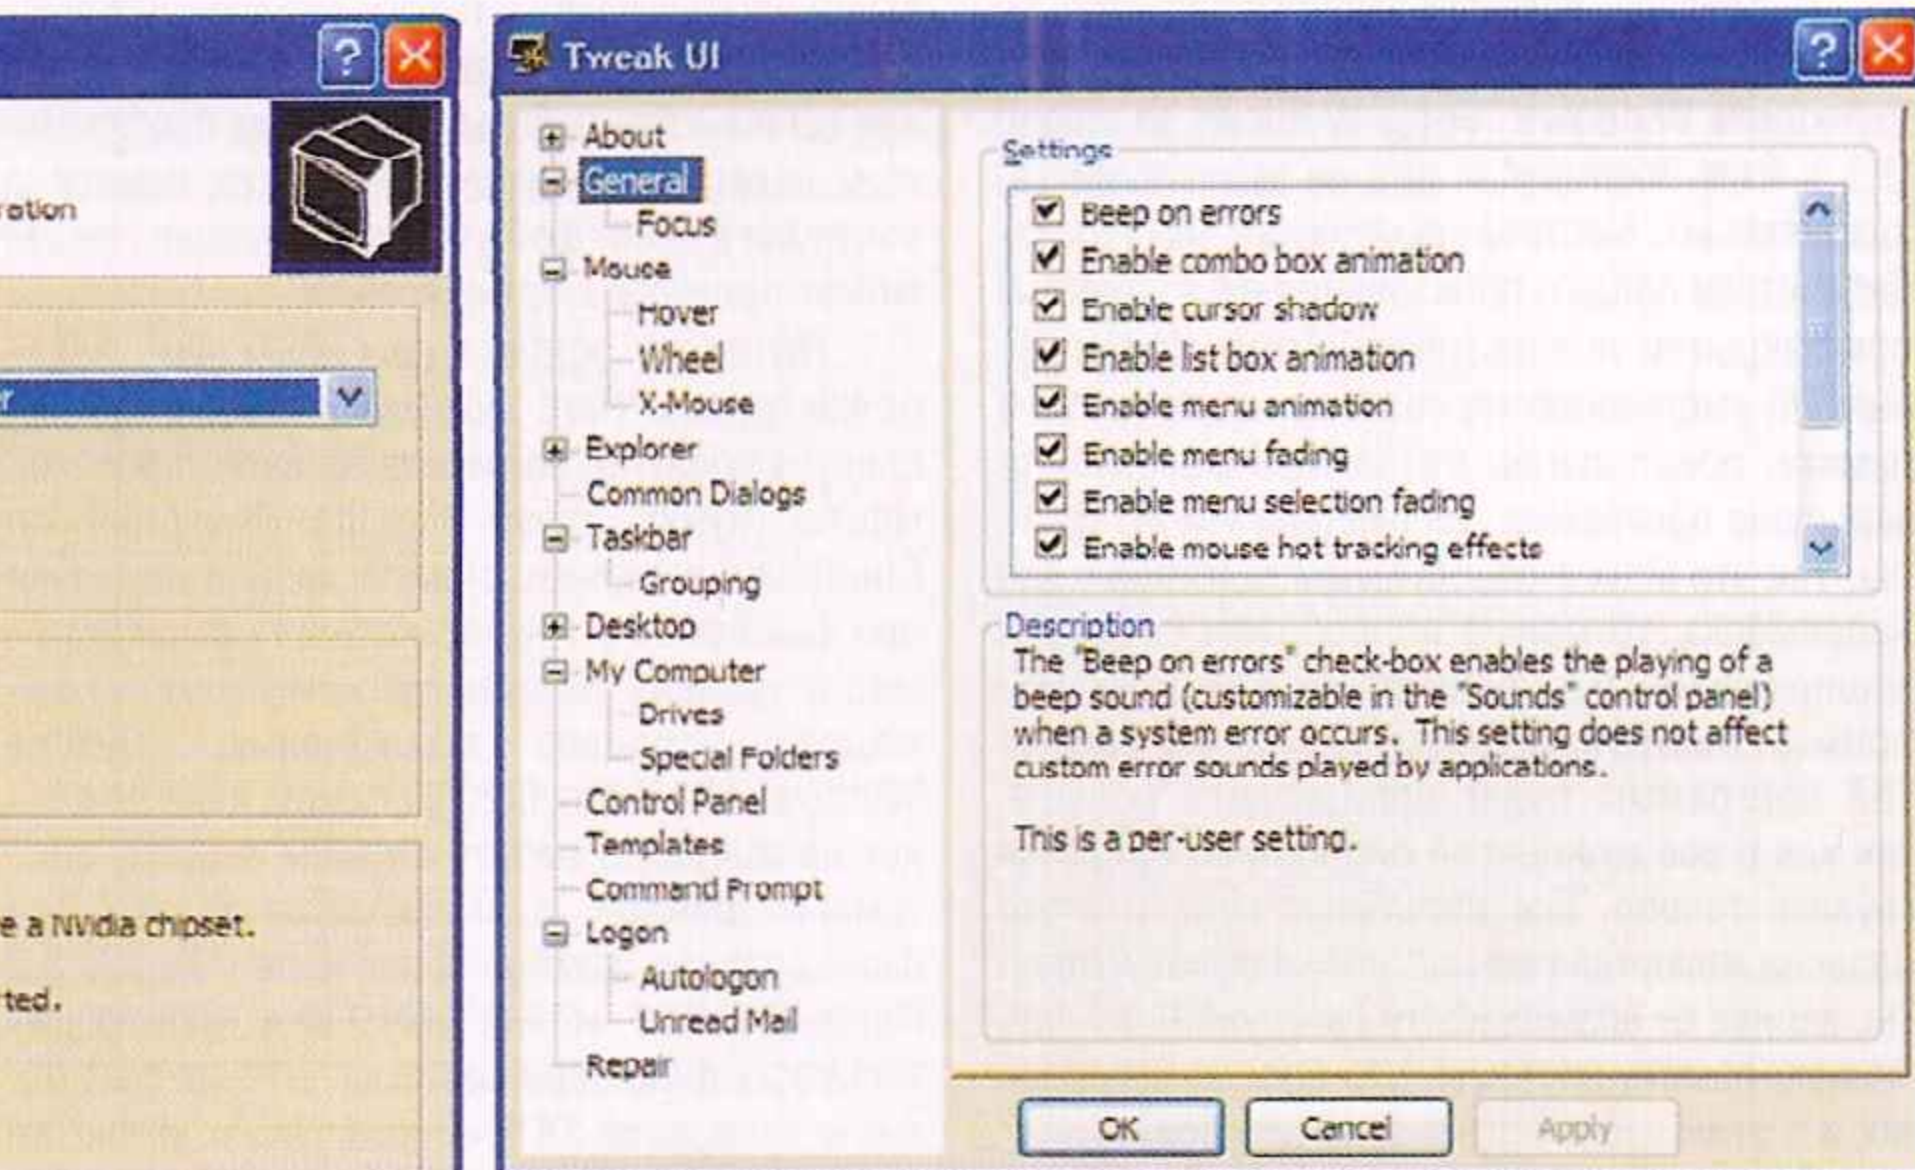 ration
r
e a NVidia chipset.
ted.
Tweak UI
About
General
Focus
Mouse
Hover
Wheel
X-Mouse
Explorer
Common Dialogs
Taskbar
Grouping
Desktop
My Computer
Drives
Special Folders
Control Panel
Templates
Command Prompt
Logon
Autologon
Unread Mail
Repair
Settings
Beep on errors
Enable combo box animation
Enable cursor shadow
Enable list box animation
Enable menu animation
Enable menu fading
Enable menu selection fading
Enable mouse hot tracking effects
Description
The "Beep on errors" check-box enables the playing of a
beep sound (customizable in the "Sounds" control panel)
when a system error occurs. This setting does not affect
custom error sounds played by applications.
This is a per-user setting.
OK
Cancel
Apply